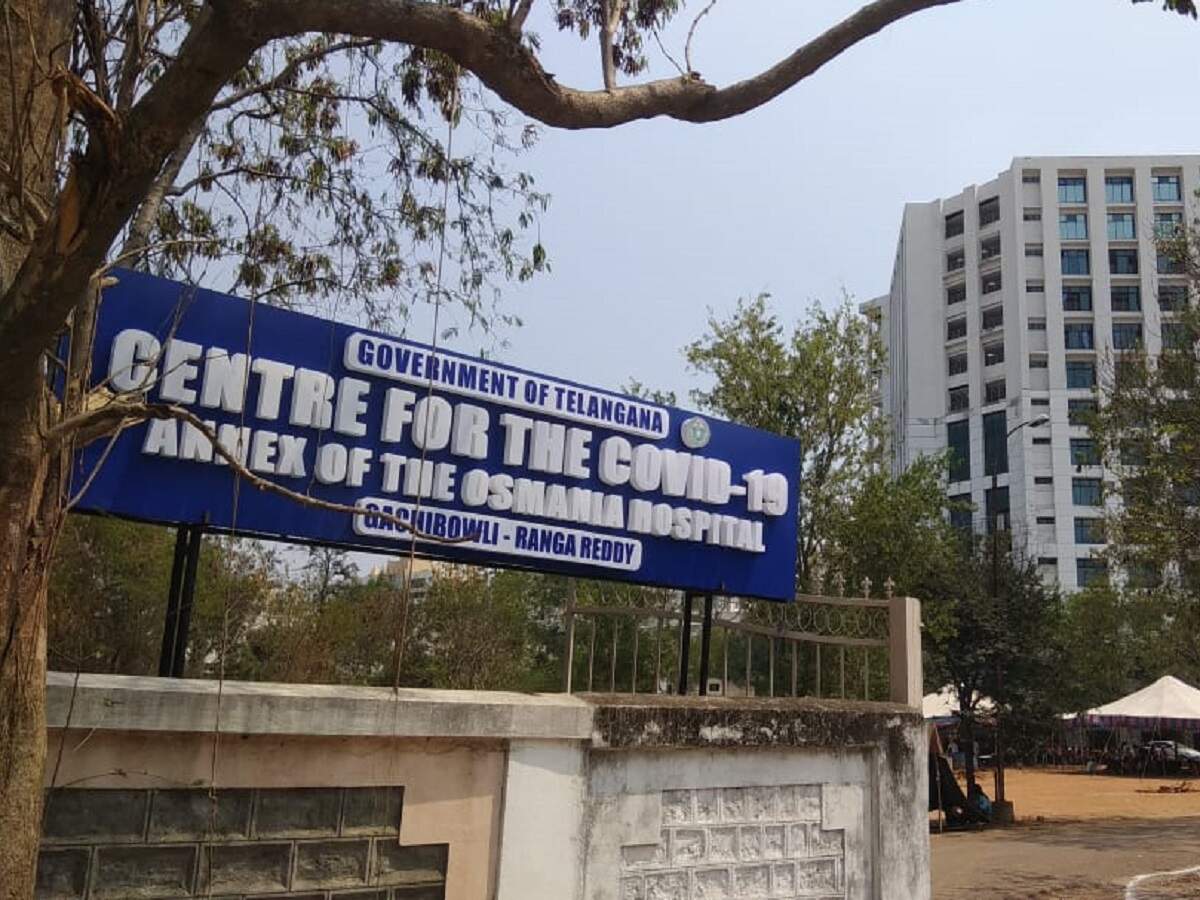 GOVERNMENT OF TELANGANA
CENTRE FOR THE COVID-19
ANNEX OF THE OSMANIA HOSPITAL
GACHIBOWLI - RANGA REDDY